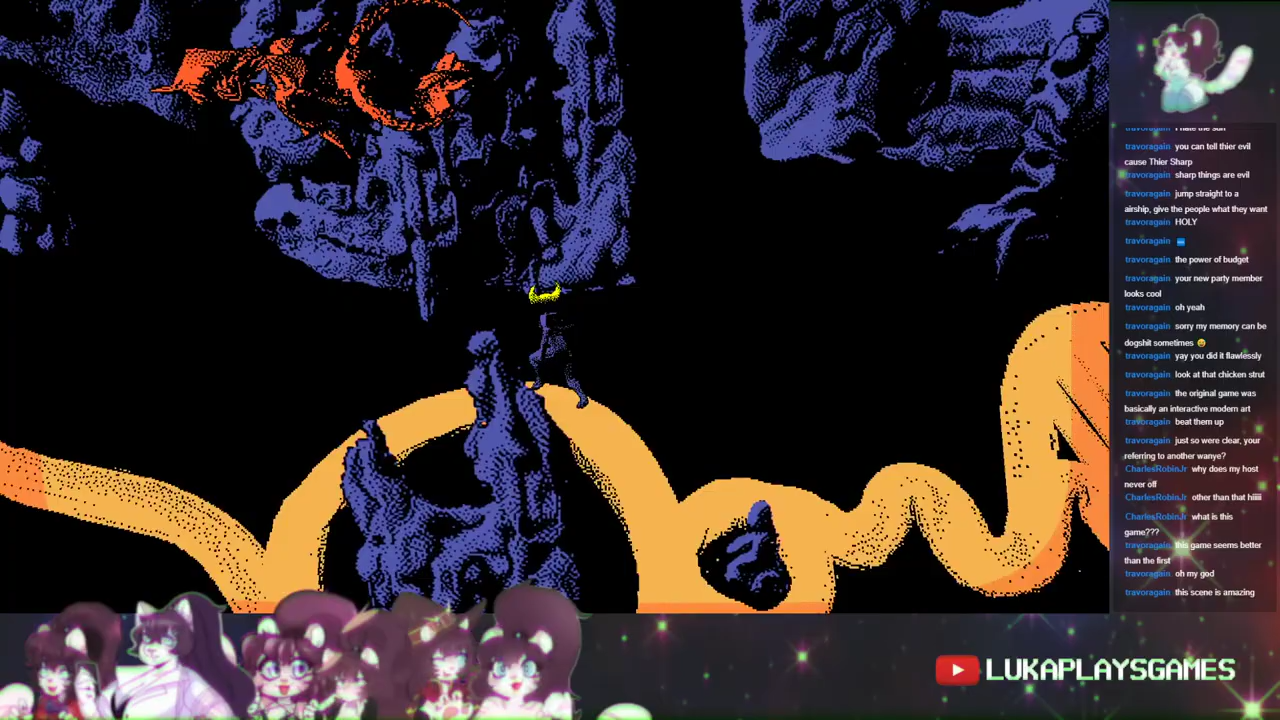 travoragain I hate the sun
travoragain you can tell thier evil
cause Thier Sharp
travoragain sharp things are evil
travoragain jump straight to a
airship, give the people what they want
travoragain HOLY
travoragain
travoragain the power of budget
travoragain your new party member
looks cool
travoragain oh yeah
travoragain sorry my memory can be
dogshit sometimes 😄
travoragain yay you did it flawlessly
travoragain look at that chicken strut
travoragain the original game was
basically an interactive modern art
travoragain beat them up
travoragain just so were clear, your
referring to another wanye?
CharlesRobinJr why does my host
never off
CharlesRobinJr other than that hiiiii
CharlesRobinJr what is this
game???
travoragain this game seems better
than the first
travoragain oh my god
travoragain this scene is amazing
LUKAPLAYSGAMES